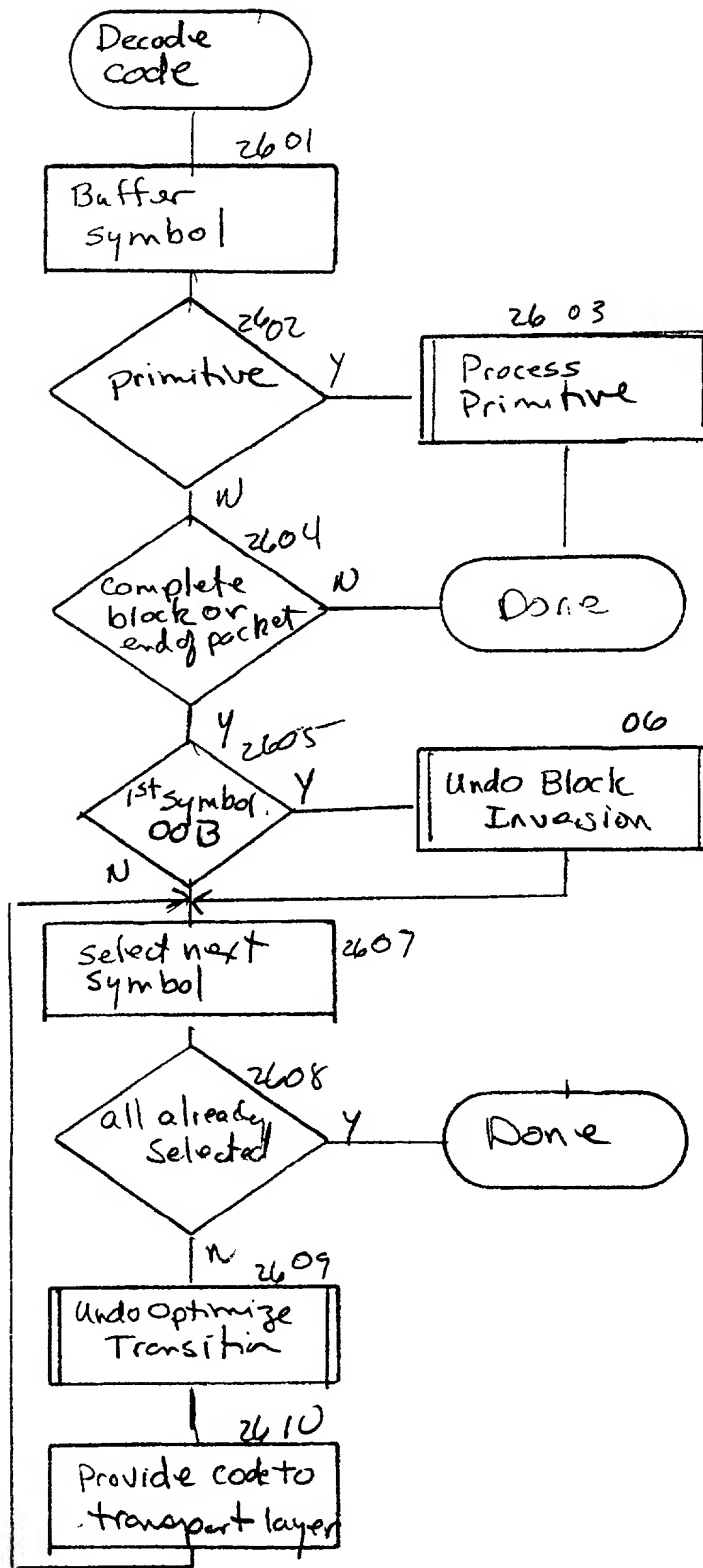 Decode
code
2601
Buffer
symbol
2602
primitive
Y
2603
Process
Primitive
N
2604
complete
block or
end of packet
N
Done
Y
2605
1st symbol
OOB
Y
06
Undo Block
Inversion
N
select next
symbol
2607
2608
all already
selected
Y
Done
n
2609
Undo Optimize
Transition
2610
Provide code to
transport layer